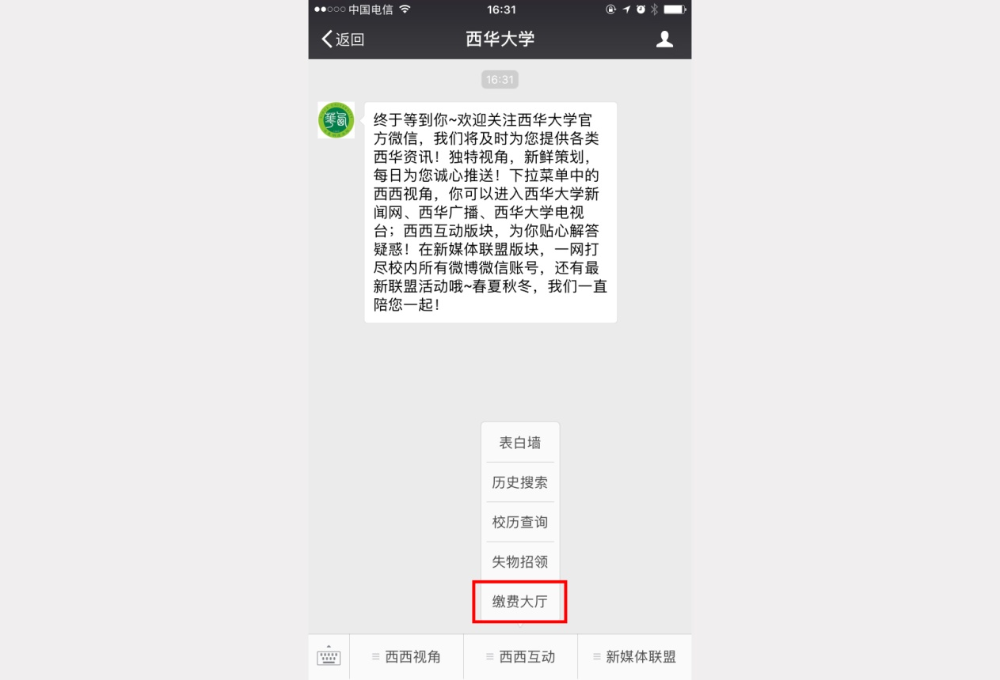 中国电信 16:31
返回 西华大学
16:31
终于等到你~欢迎关注西华大学官
方微信，我们将及时为您提供各类
西华资讯！独特视角，新鲜策划，
每日为您诚心推送！下拉菜单中的
西西视角，你可以进入西华大学新
闻网、西华广播、西华大学电视
台；西西互动版块，为你贴心解答
疑惑！在新媒体联盟版块，一网打
尽校内所有微博微信账号，还有最
新联盟活动哦~春夏秋冬，我们一直
陪您一起！
表白墙
历史搜索
校历查询
失物招领
缴费大厅
西西视角 西西互动 新媒体联盟